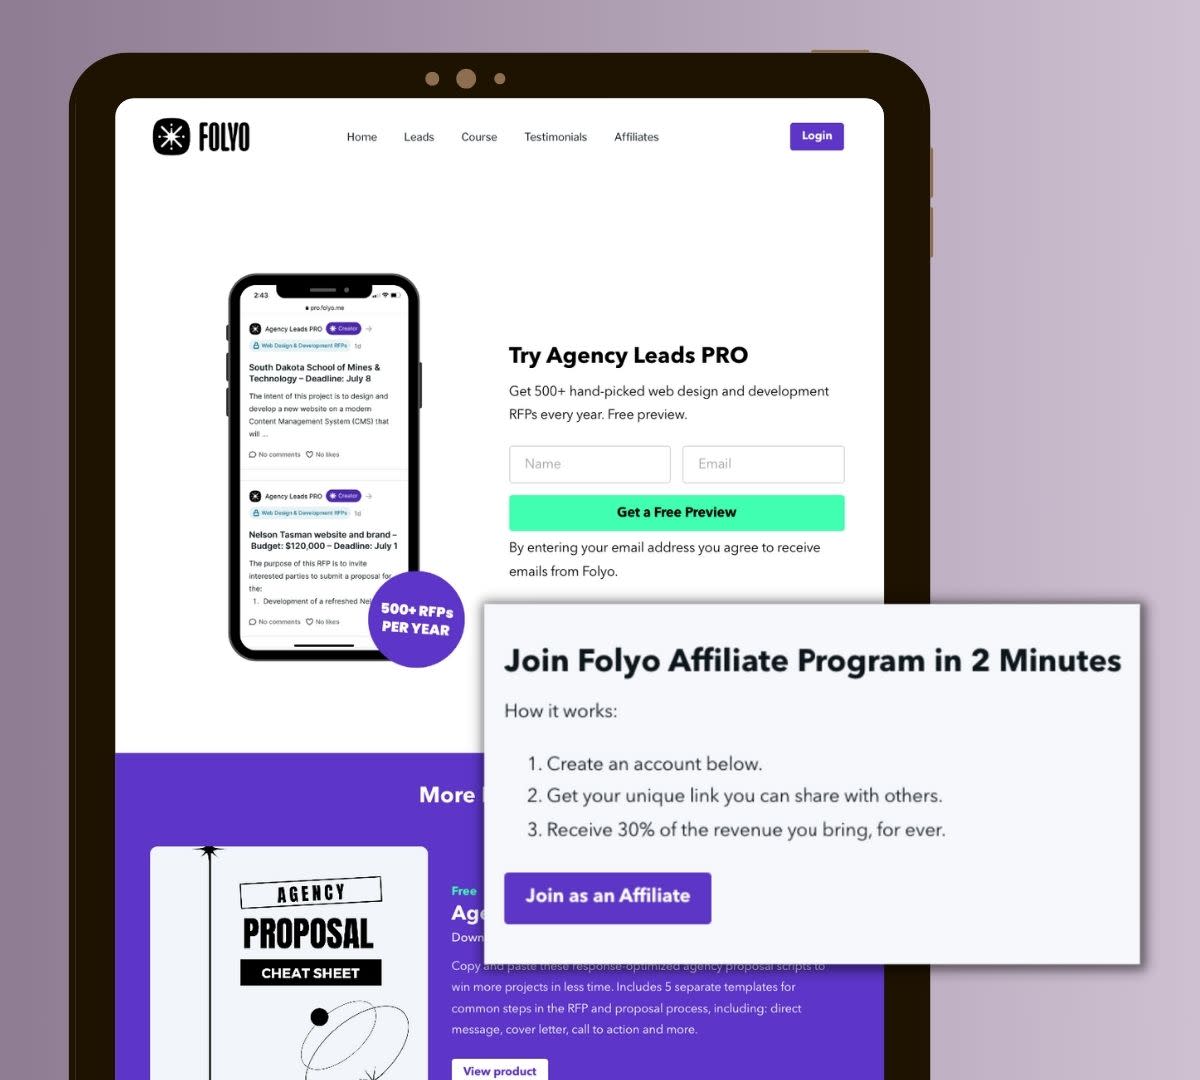 FOLYO
Home
Leads
Course
Testimonials
Affiliates
Login
2:43
pro.folyo.me
Agency Leads PRO
Creator
Web Design & Development RFPs
1d
South Dakota School of Mines &
Technology – Deadline: July 8
The intent of this project is to design and
develop a new website on a modern
Content Management System (CMS) that
will ...
No comments
No likes
Agency Leads PRO
Creator
Web Design & Development RFPs
1d
Nelson Tasman website and brand –
Budget: $120,000 – Deadline: July 1
The purpose of this RFP is to invite
interested parties to submit a proposal for
the:
1. Development of a refreshed
No comments
No likes
500+ RFPs
PER YEAR
Try Agency Leads PRO
Get 500+ hand-picked web design and development
RFPs every year. Free preview.
Name
Email
Get a Free Preview
By entering your email address you agree to receive
emails from Folyo.
Join Folyo Affiliate Program in 2 Minutes
How it works:
1. Create an account below.
2. Get your unique link you can share with others.
3. Receive 30% of the revenue you bring, for ever.
Join as an Affiliate
More
AGENCY
PROPOSAL
CHEAT SHEET
Free
Copy and paste these response-optimized agency proposal scripts to
win more projects in less time. Includes 5 separate templates for
common steps in the RFP and proposal process, including: direct
message, cover letter, call to action and more.
View product